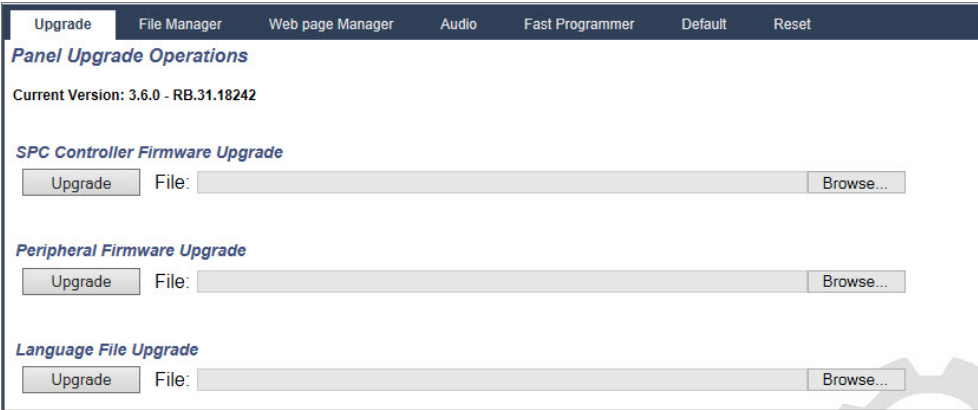 Upgrade File Manager Web page Manager Audio Fast Programmer Default Reset
Panel Upgrade Operations
Current Version: 3.6.0 - RB.31.18242
SPC Controller Firmware Upgrade
Upgrade File: Browse...
Peripheral Firmware Upgrade
Upgrade File: Browse...
Language File Upgrade
Upgrade File: Browse...